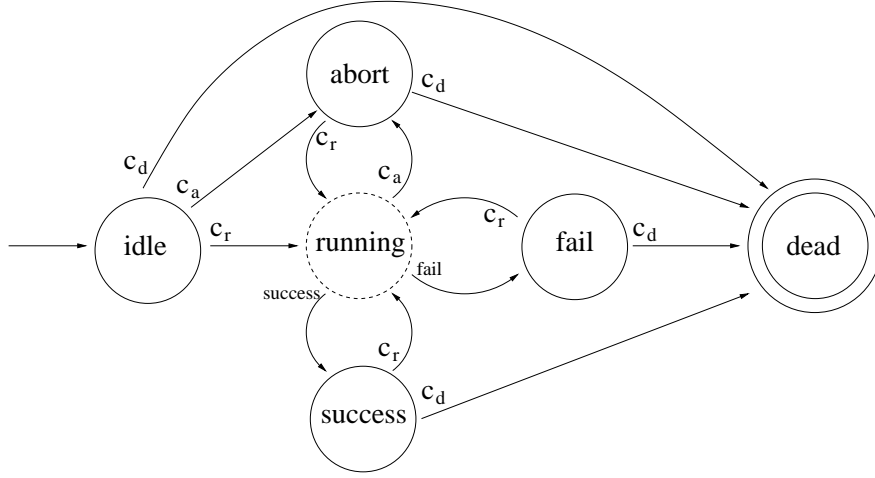 abort
c_d
c_r
c_d
c_a
c_a
c_r
c_r
idle
running
fail
c_d
dead
fail
success
c_r
c_d
success